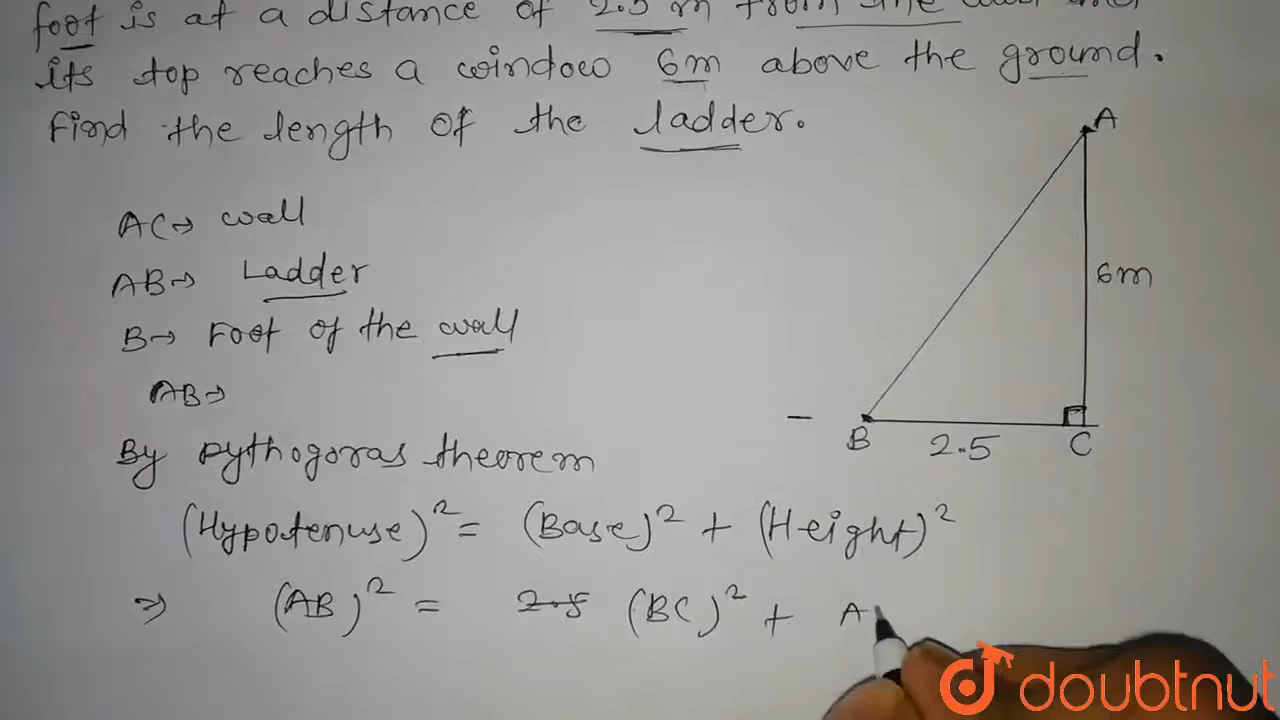 foot is at a distance of 2.5 m from the wall and
its top reaches a window 6m above the ground.
Find the length of the ladder.
A
AC→ wall
AB→ Ladder
6m
B→ Foot of the wall
AB→
B 2.5 C
By pythogoras theorem
(Hypotenuse)² = (Base)² + (Height)²
⇒ (AB)² = 2.5 (BC)² + A
doubtnut